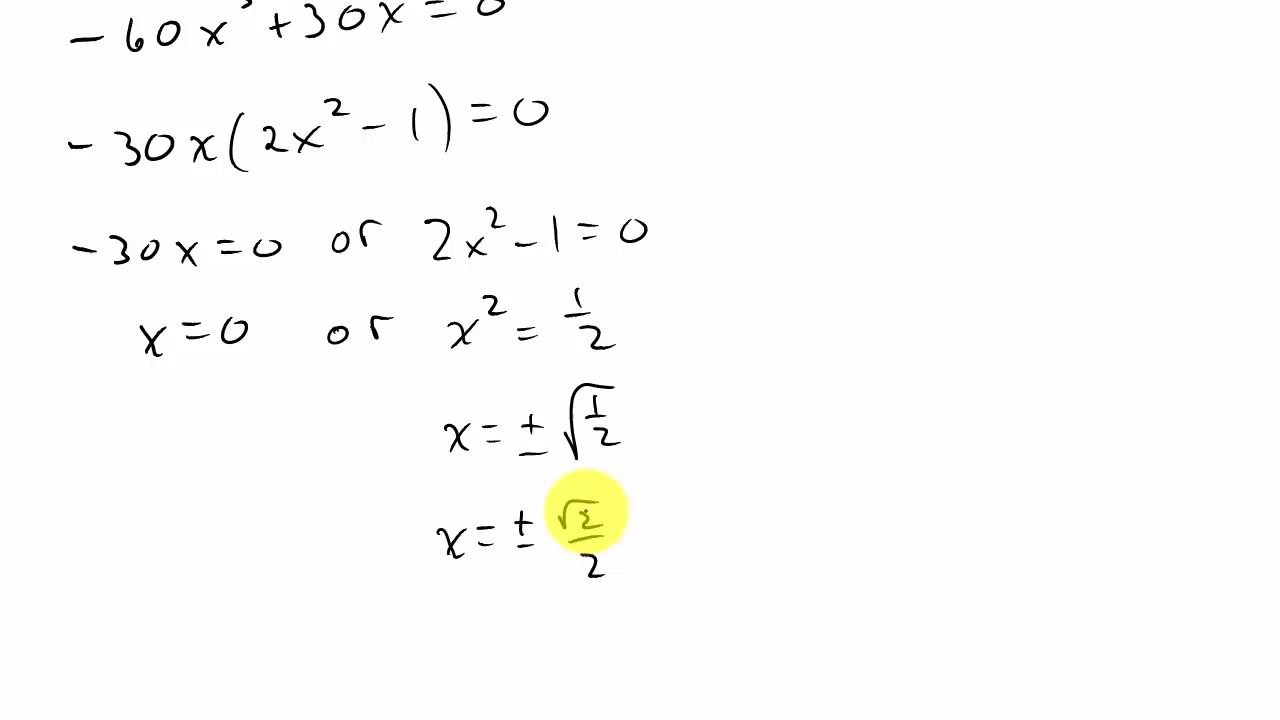 -60x³+30x=0
-30x(2x²-1)=0
-30x=0 or 2x²-1=0
x=0 or x²=1/2
x=±√(1/2)
x=±√2/2